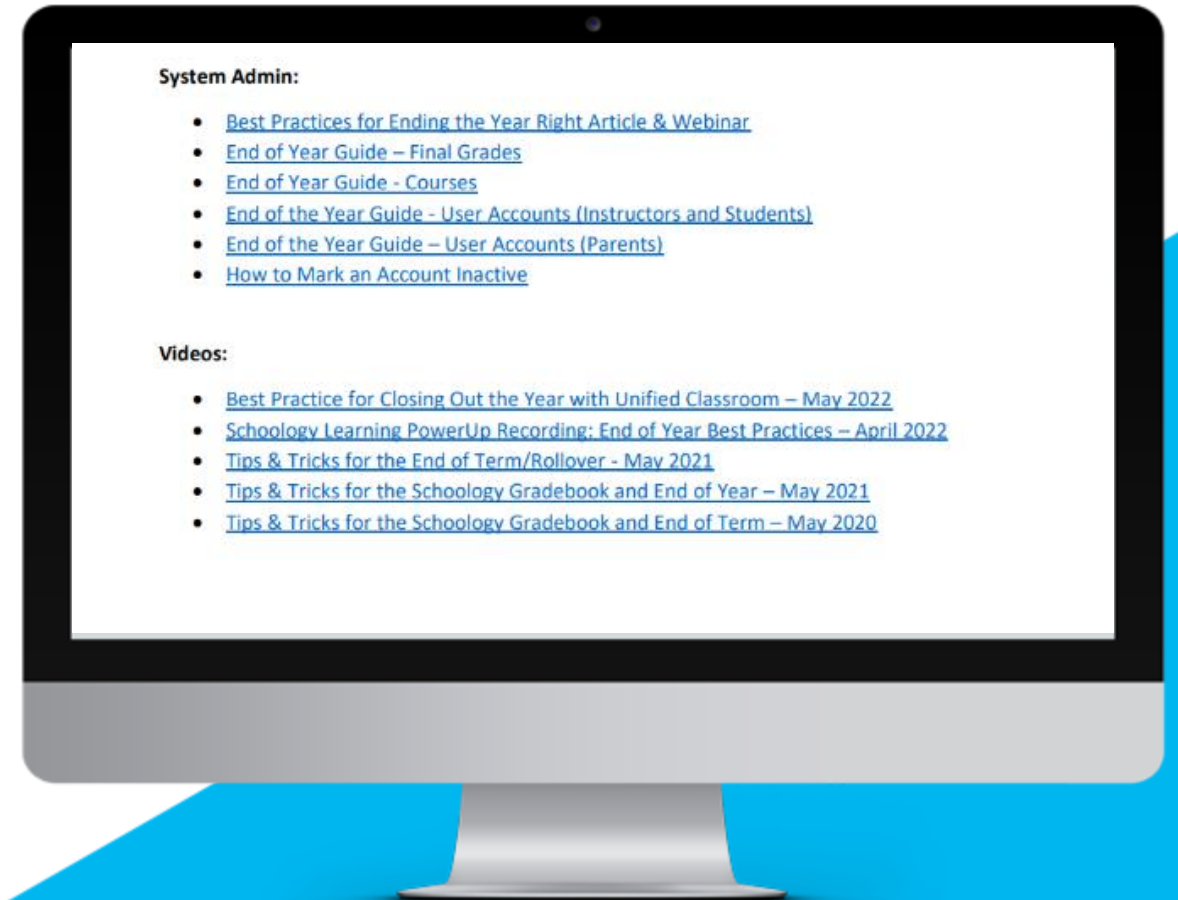 System Admin:
• Best Practices for Ending the Year Right Article & Webinar
• End of Year Guide – Final Grades
• End of Year Guide - Courses
• End of the Year Guide - User Accounts (Instructors and Students)
• End of the Year Guide – User Accounts (Parents)
• How to Mark an Account Inactive
Videos:
• Best Practice for Closing Out the Year with Unified Classroom – May 2022
• Schoology Learning PowerUp Recording: End of Year Best Practices – April 2022
• Tips & Tricks for the End of Term/Rollover - May 2021
• Tips & Tricks for the Schoology Gradebook and End of Year – May 2021
• Tips & Tricks for the Schoology Gradebook and End of Term – May 2020